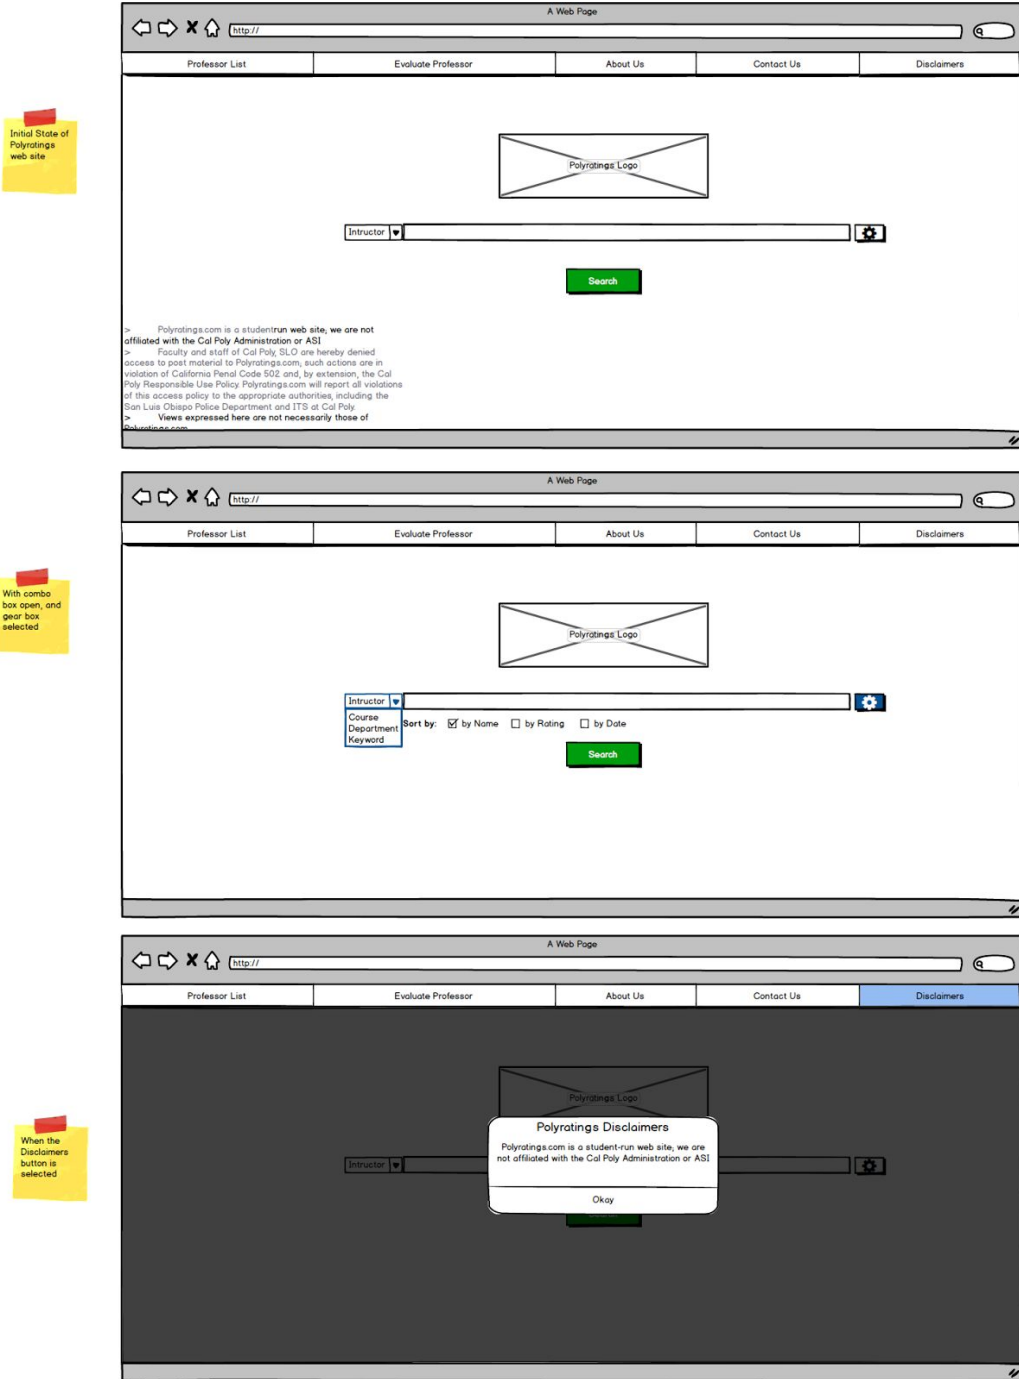 A Web Page
http://
Professor List
Evaluate Professor
About Us
Contact Us
Disclaimers
Initial State of
Polyratings
web site
Polyratings Logo
Intructor
Search
> Polyratings.com is a studentrun web site; we are not
affiliated with the Cal Poly Administration or ASI
> Faculty and staff of Cal Poly, SLO are hereby denied
access to post material to Polyratings.com, such actions are in
violation of California Penal Code 502 and, by extension, the Cal
Poly Responsible Use Policy. Polyratings.com will report all violations
of this access policy to the appropriate authorities, including the
San Luis Obispo Police Department and ITS at Cal Poly.
> Views expressed here are not necessarily those of
Polyratings.com
A Web Page
http://
Professor List
Evaluate Professor
About Us
Contact Us
Disclaimers
With combo
box open, and
gear box
selected
Polyratings Logo
Intructor
Course
Department
Keyword
Sort by:
by Name
by Rating
by Date
Search
A Web Page
http://
Professor List
Evaluate Professor
About Us
Contact Us
Disclaimers
When the
Disclaimers
button is
selected
Polyratings Logo
Intructor
Polyratings Disclaimers
Polyratings.com is a student-run web site; we are
not affiliated with the Cal Poly Administration or ASI
Okay
Search